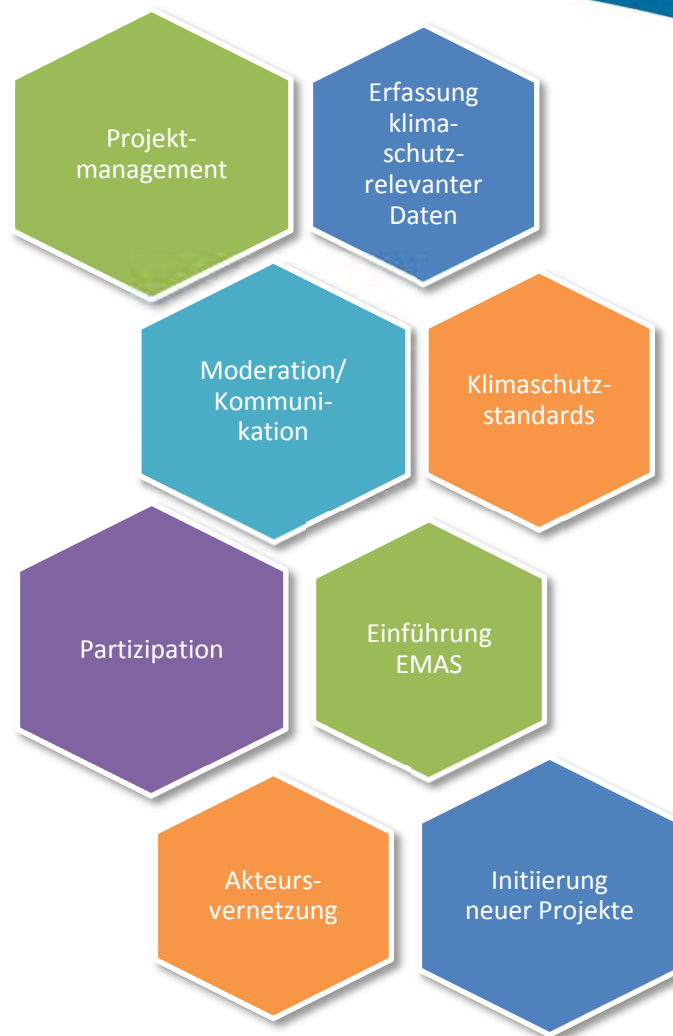 Projekt-
management
Erfassung
klima-
schutz-
relevanter
Daten
Moderation/
Kommuni-
kation
Klimaschutz-
standards
Partizipation
Einführung
EMAS
Akteurs-
vernetzung
Initiierung
neuer Projekte